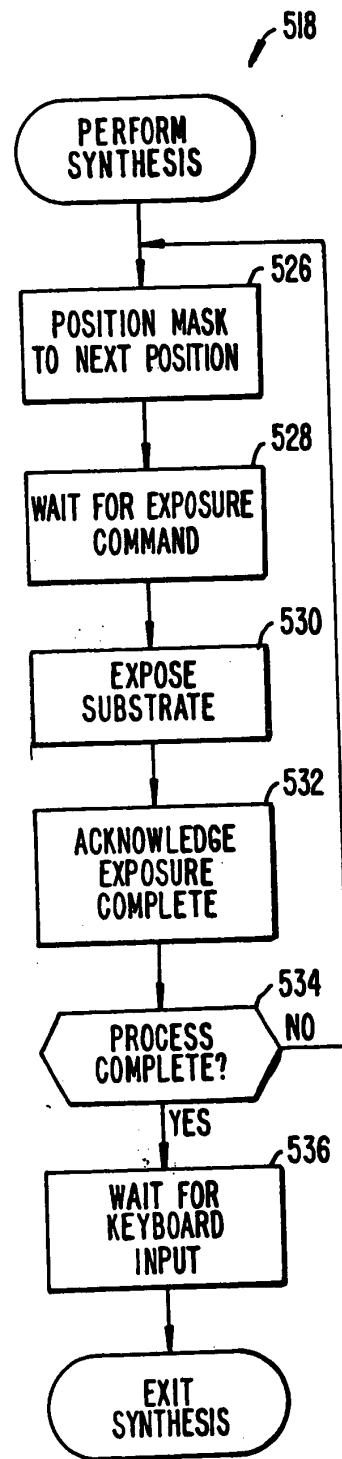 518
PERFORM
SYNTHESIS
526
POSITION MASK
TO NEXT POSITION
528
WAIT FOR EXPOSURE
COMMAND
530
EXPOSE
SUBSTRATE
532
ACKNOWLEDGE
EXPOSURE
COMPLETE
534
PROCESS
COMPLETE?
NO
YES
536
WAIT FOR
KEYBOARD
INPUT
EXIT
SYNTHESIS